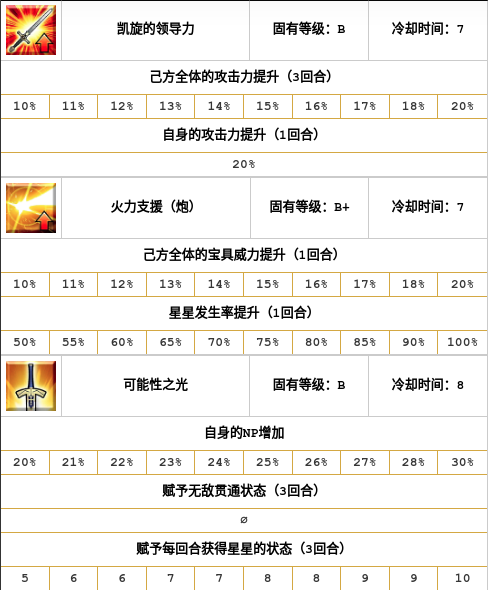 凯旋的领导力 固有等级：B 冷却时间：7
己方全体的攻击力提升（3回合）
10% 11% 12% 13% 14% 15% 16% 17% 18% 20%
自身的攻击力提升（1回合）
20%
火力支援（炮） 固有等级：B+ 冷却时间：7
己方全体的宝具威力提升（1回合）
10% 11% 12% 13% 14% 15% 16% 17% 18% 20%
星星发生率提升（1回合）
50% 55% 60% 65% 70% 75% 80% 85% 90% 100%
可能性之光 固有等级：B 冷却时间：8
自身的NP增加
20% 21% 22% 23% 24% 25% 26% 27% 28% 30%
赋予无敌贯通状态（3回合）
∅
赋予每回合获得星星的状态（3回合）
5 6 6 7 7 8 8 9 9 10